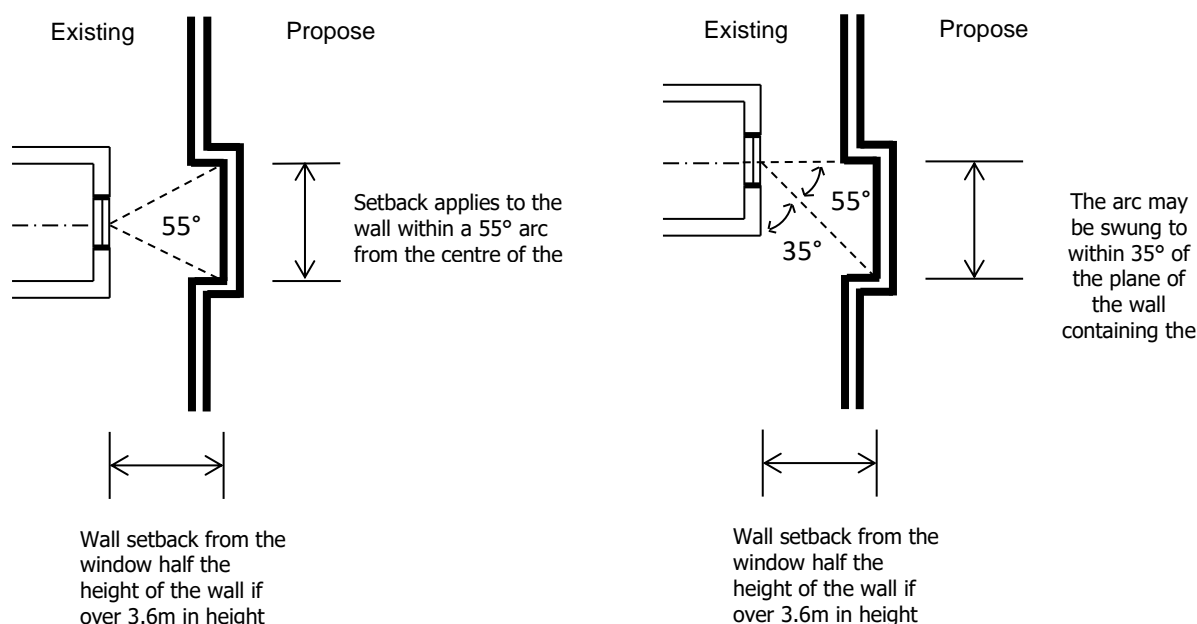 Existing
Propose
55°
Setback applies to the
wall within a 55° arc
from the centre of the
Wall setback from the
window half the
height of the wall if
over 3.6m in height
Existing
Propose
55°
35°
The arc may
be swung to
within 35° of
the plane of
the wall
containing the
Wall setback from the
window half the
height of the wall if
over 3.6m in height